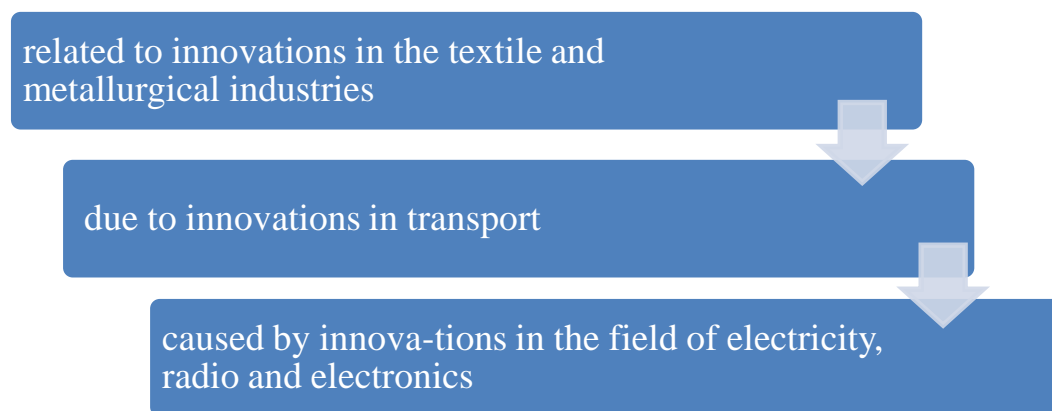 related to innovations in the textile and
metallurgical industries
due to innovations in transport
caused by innova-tions in the field of electricity,
radio and electronics